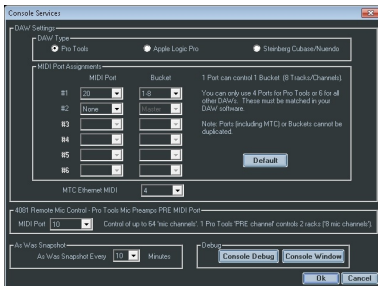 Console Services
DAW Settings
DAW Type
Pro Tools
Apple Logic Pro
Steinberg Cubase/Nuendo
MIDI Port Assignments
MIDI Port
Bucket
#1
20
1-8
#2
None
Master
#3
#4
#5
#6
1 Port can control 1 Bucket (8 Tracks/Channels).
You can only use 4 Ports for Pro Tools or 6 for all
other DAWs. These must be matched in your
DAW software.
Note: Ports (including MTC) or Buckets cannot be
duplicated
Default
MTC Ethernet MIDI
4
4081 Remote Mic Control - Pro Tools Mic Preamps PRE MIDI Port
MIDI Port
10
Control of up to 64 'mic channels'. 1 Pro Tools 'PRE channel' controls 2 racks ('8 mic channels').
As Was Snapshot
As Was Snapshot Every
10
Minutes
Debug
Console Debug
Console Window
Ok
Cancel